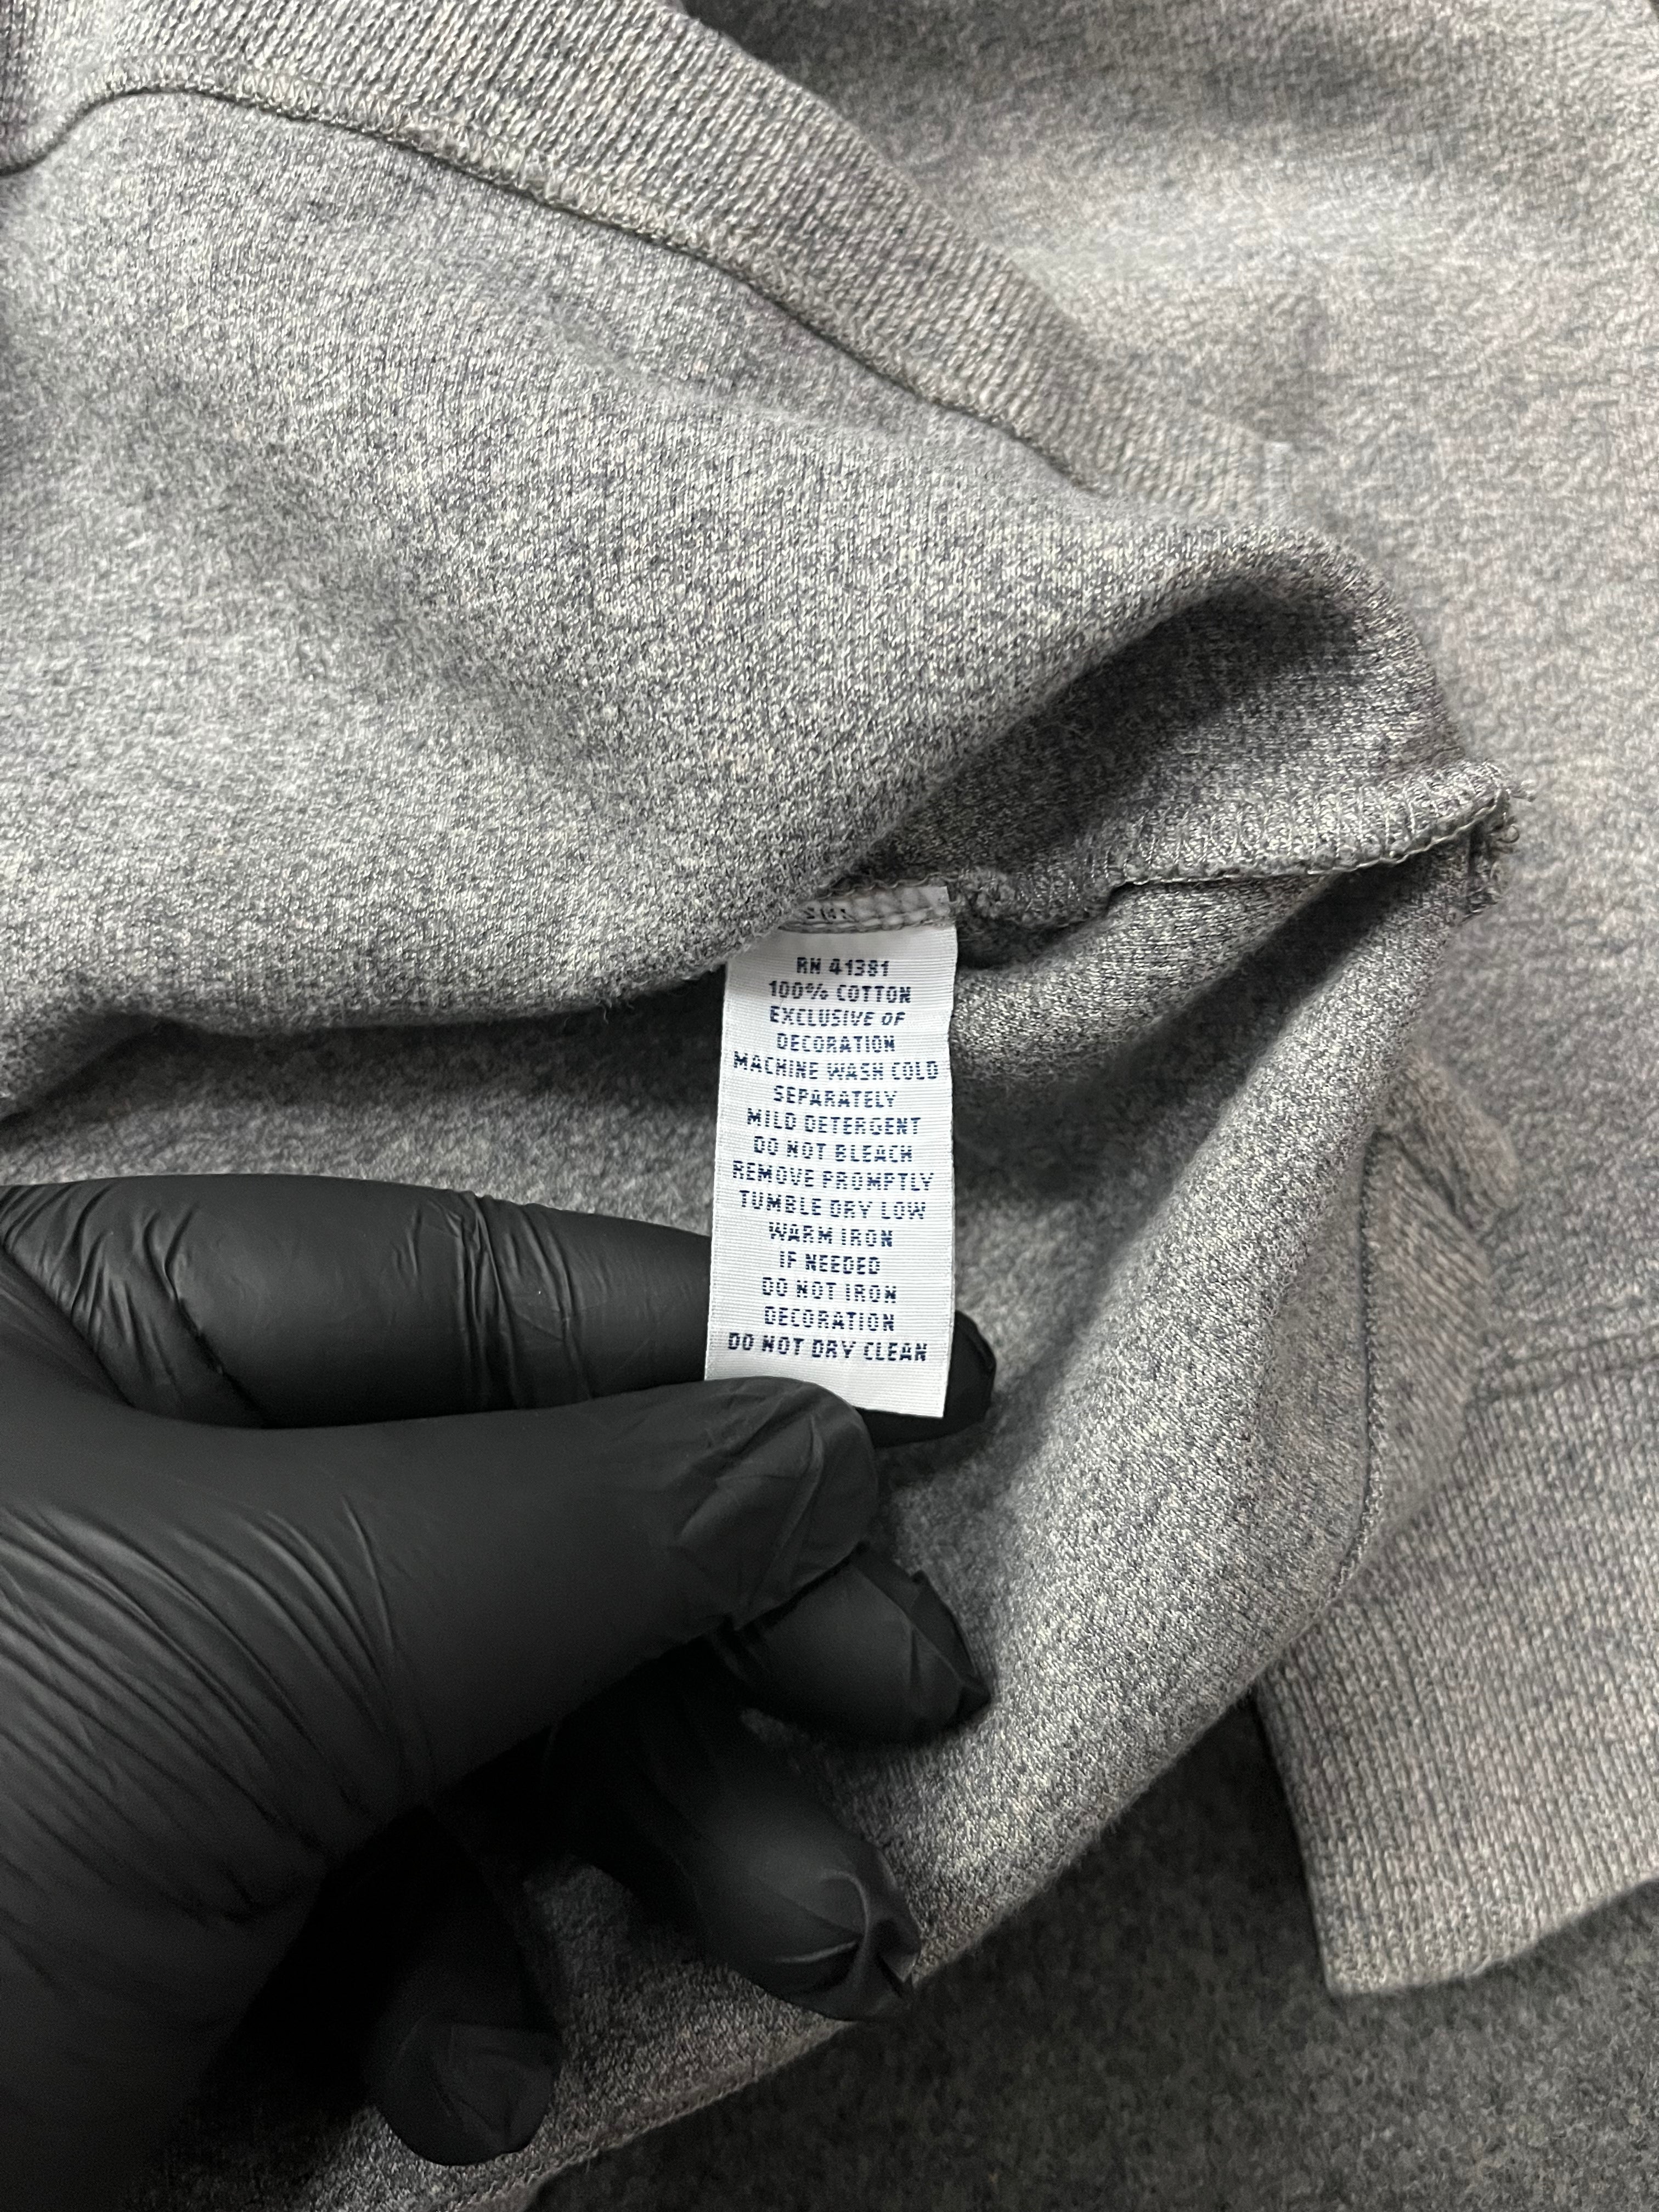 RN 41381
100% COTTON
EXCLUSIVE OF
DECORATION
MACHINE WASH COLD
SEPARATELY
MILD DETERGENT
DO NOT BLEACH
REMOVE PROMPTLY
TUMBLE DRY LOW
WARM IRON
IF NEEDED
DO NOT IRON
DECORATION
DO NOT DRY CLEAN